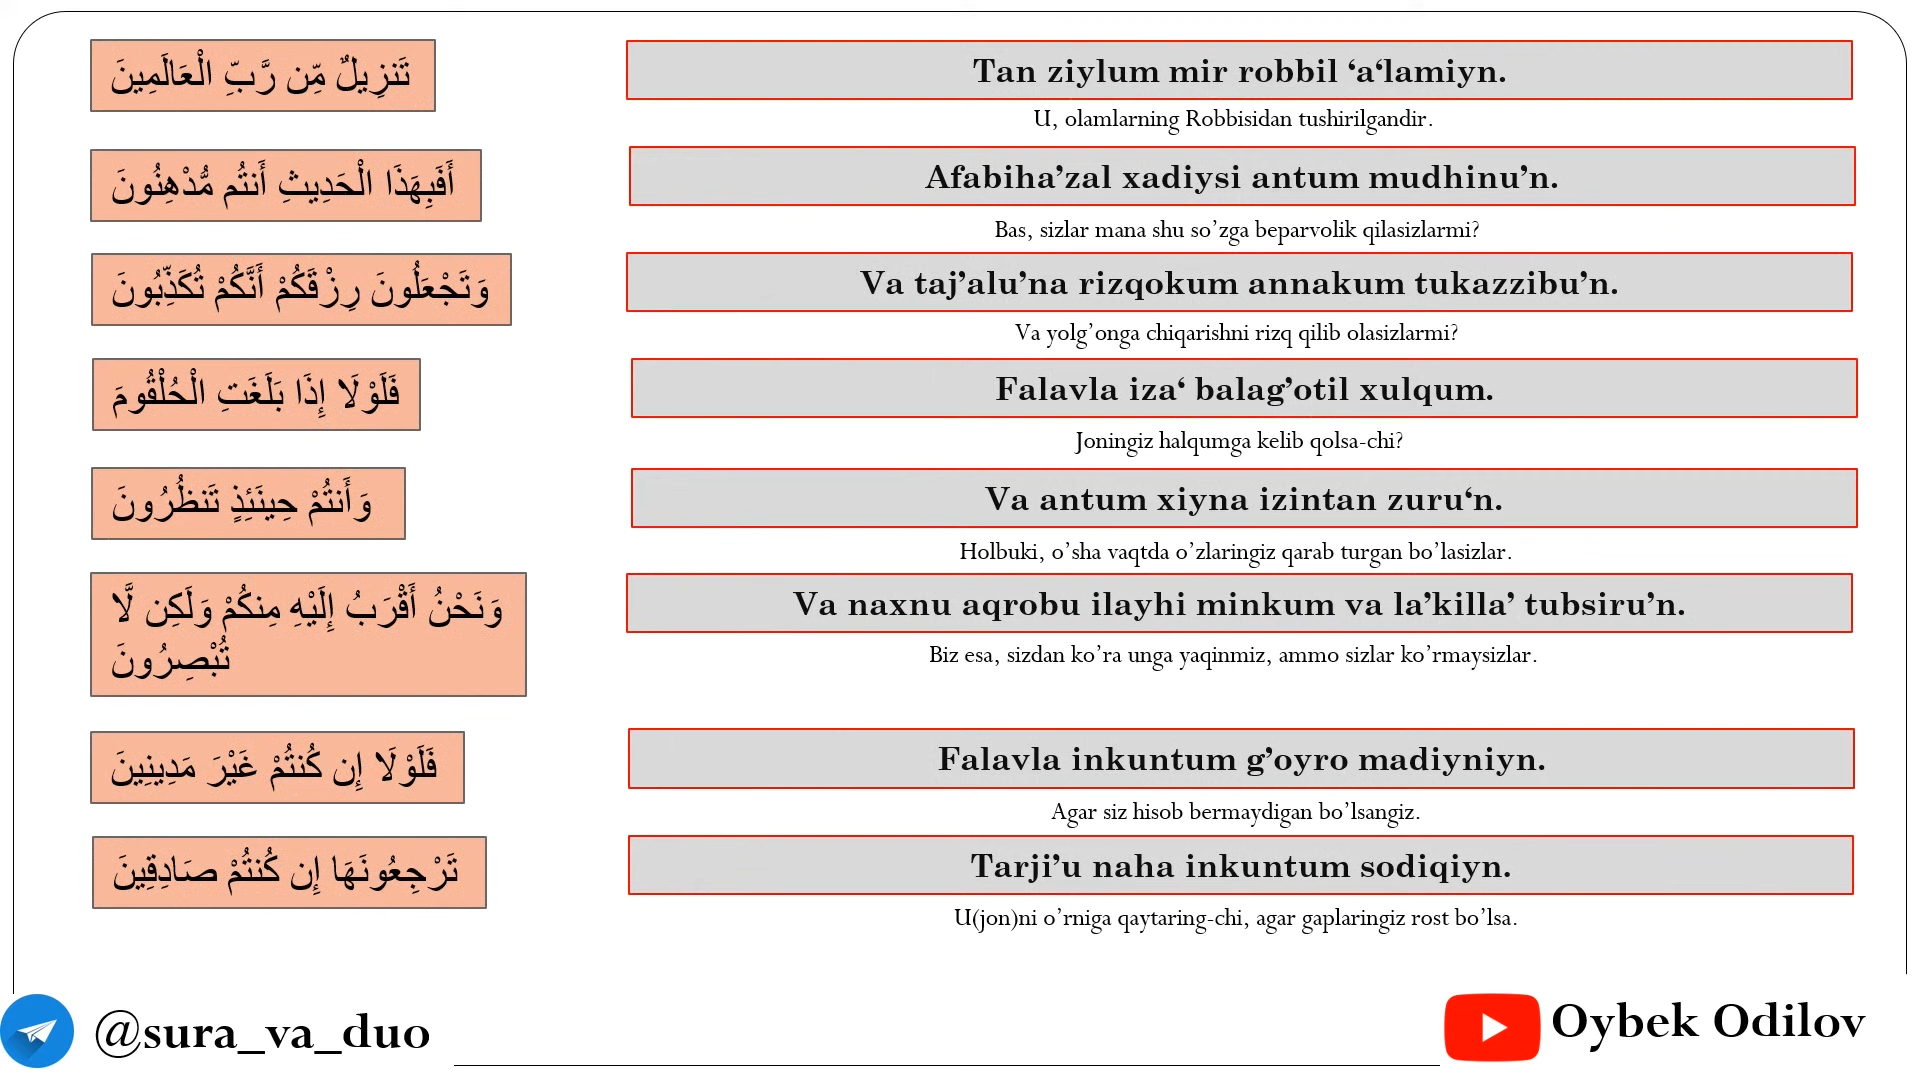 تَنزِيلٌ مِّن رَّبِّ الْعَالَمِينَ
Tan ziylum mir robbil ‘a‘lamiyn.
U, olamlarning Robbisidan tushirilgandir.
أَفَبِهَذَا الْحَدِيثِ أَنتُم مُّدْهِنُونَ
Afabiha’zal xadiysi antum mudhinu’n.
Bas, sizlar mana shu so’zga beparvolik qilasizlarmi?
وَتَجْعَلُونَ رِزْقَكُمْ أَنَّكُمْ تُكَذِّبُونَ
Va taj’alu’na rizqokum annakum tukazzibu’n.
Va yolg’onga chiqarishni rizq qilib olasizlarmi?
فَلَوْلَا إِذَا بَلَغَتِ الْحُلْقُومَ
Falavla iza‘ balag’otil xulqum.
Joningiz halqumga kelib qolsa-chi?
وَأَنتُمْ حِينَئِذٍ تَنظُرُونَ
Va antum xiyna izintan zuru‘n.
Holbuki, o’sha vaqtda o’zlaringiz qarab turgan bo’lasizlar.
وَنَحْنُ أَقْرَبُ إِلَيْهِ مِنكُمْ وَلَكِن لَّا
تُبْصِرُونَ
Va naxnu aqrobu ilayhi minkum va la’killa’ tubsiru’n.
Biz esa, sizdan ko’ra unga yaqinmiz, ammo sizlar ko’rmaysizlar.
فَلَوْلَا إِن كُنتُمْ غَيْرَ مَدِينِينَ
Falavla inkuntum g’oyro madiyniyn.
Agar siz hisob bermaydigan bo’lsangiz.
تَرْجِعُونَهَا إِن كُنتُمْ صَادِقِينَ
Tarji’u naha inkuntum sodiqiyn.
U(jon)ni o’rniga qaytaring-chi, agar gaplaringiz rost bo’lsa.
@sura_va_duo
Oybek Odilov